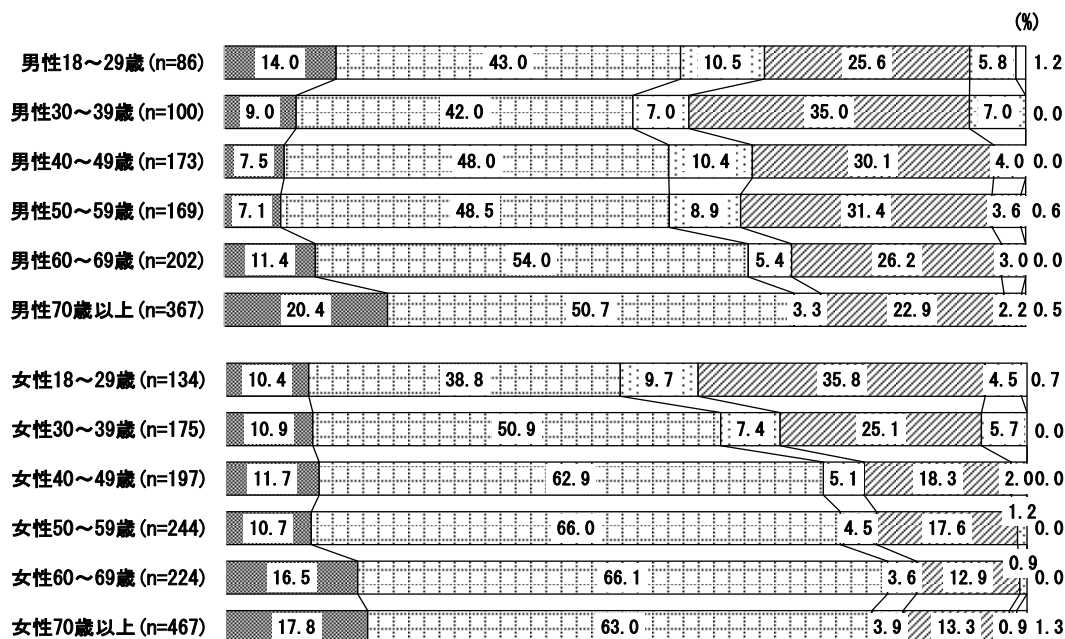 (%)
男性18～29歳(n=86) 14.0 43.0 10.5 25.6 5.8 1.2
男性30～39歳(n=100) 9.0 42.0 7.0 35.0 7.0 0.0
男性40～49歳(n=173) 7.5 48.0 10.4 30.1 4.0 0.0
男性50～59歳(n=169) 7.1 48.5 8.9 31.4 3.6 0.6
男性60～69歳(n=202) 11.4 54.0 5.4 26.2 3.0 0.0
男性70歳以上(n=367) 20.4 50.7 3.3 22.9 2.2 0.5
女性18～29歳(n=134) 10.4 38.8 9.7 35.8 4.5 0.7
女性30～39歳(n=175) 10.9 50.9 7.4 25.1 5.7 0.0
女性40～49歳(n=197) 11.7 62.9 5.1 18.3 2.0 0.0
女性50～59歳(n=244) 10.7 66.0 4.5 17.6 1.2 0.0
女性60～69歳(n=224) 16.5 66.1 3.6 12.9 0.9 0.0
女性70歳以上(n=467) 17.8 63.0 3.9 13.3 0.9 1.3